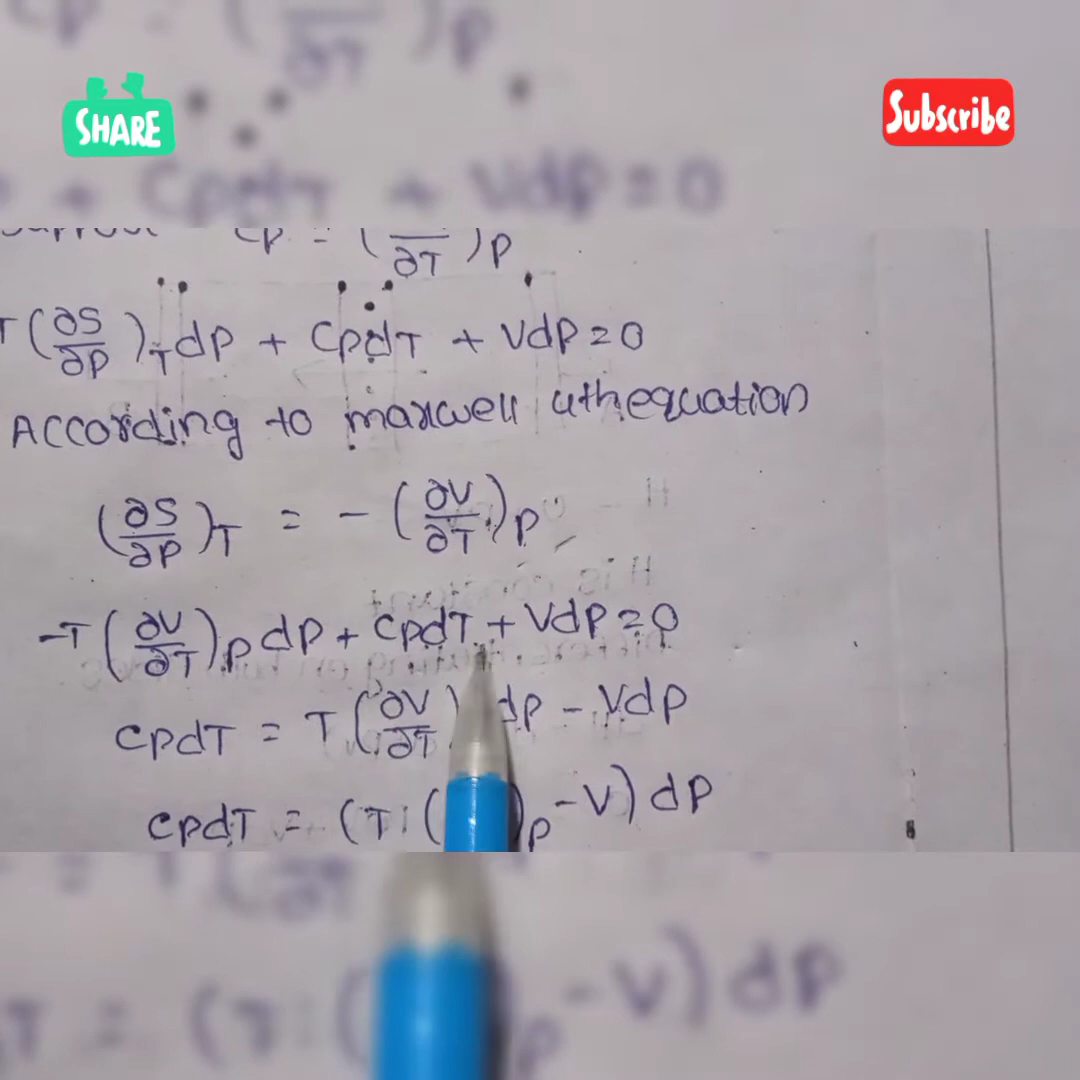 SHARE
Subscribe
CP = (/∂T)P
T(∂S/∂P)T dP + CPdT + VdP = 0
According to maxwell 4th equation
(∂S/∂P)T = -(∂V/∂T)P
-T(∂V/∂T)P dP + CPdT + VdP = 0
CPdT = T(∂V/∂T) dP - VdP
CPdT = (T( )P - V) dP